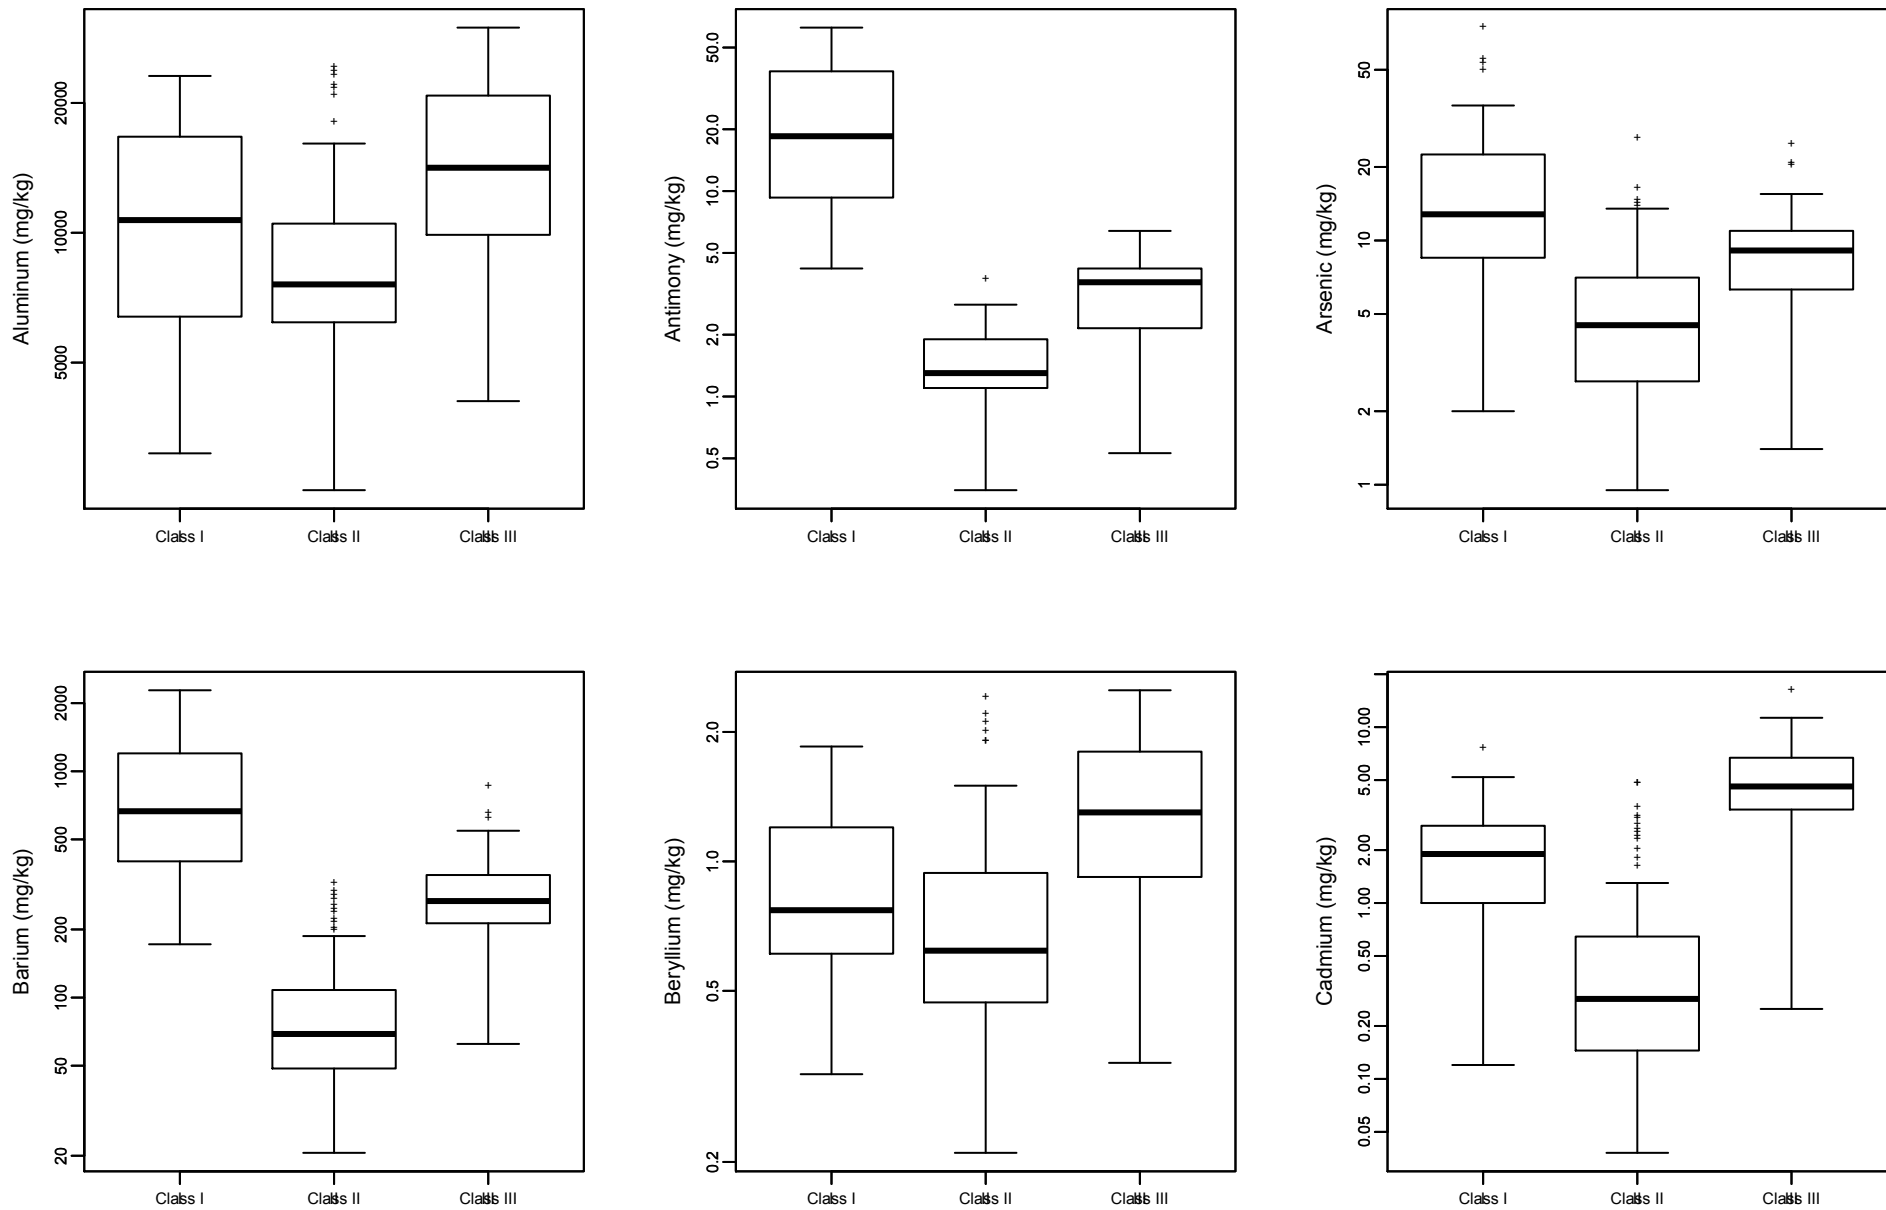 Aluminum (mg/kg)
20000
10000
5000
Class I
Class II
Class III
Antimony (mg/kg)
50.0
20.0
10.0
5.0
2.0
1.0
0.5
Class I
Class II
Class III
Arsenic (mg/kg)
50
20
10
5
2
1
Class I
Class II
Class III
Barium (mg/kg)
2000
1000
500
200
100
50
20
Class I
Class II
Class III
Beryllium (mg/kg)
2.0
1.0
0.5
0.2
Class I
Class II
Class III
Cadmium (mg/kg)
10.00
5.00
2.00
1.00
0.50
0.20
0.10
0.05
Class I
Class II
Class III